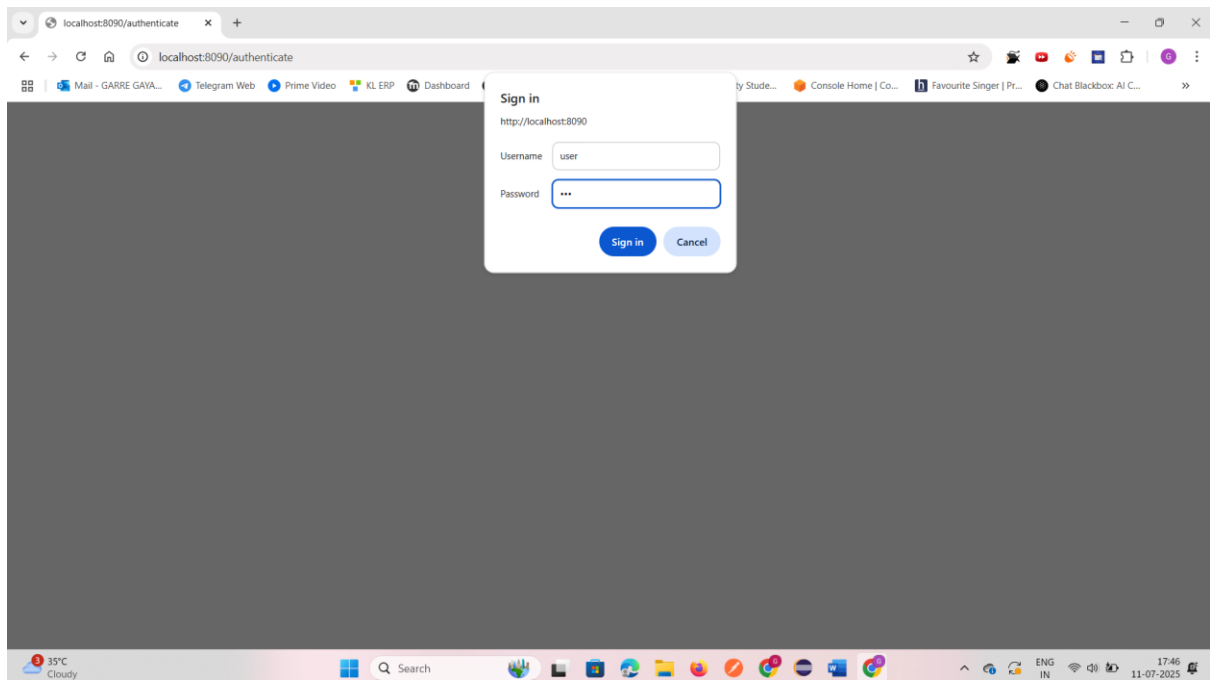 localhost:8090/authenticate
localhost:8090/authenticate
G
Mail - GARRE GAYA... Telegram Web Prime Video KL ERP Dashboard ty Stude... Console Home | Co... Favourite Singer | Pr... Chat Blackbox: AI C...
Sign in
http://localhost:8090
Username user
Password •••
Sign in Cancel
3 35°C
Cloudy
Search
ENG
IN
17:46
11-07-2025